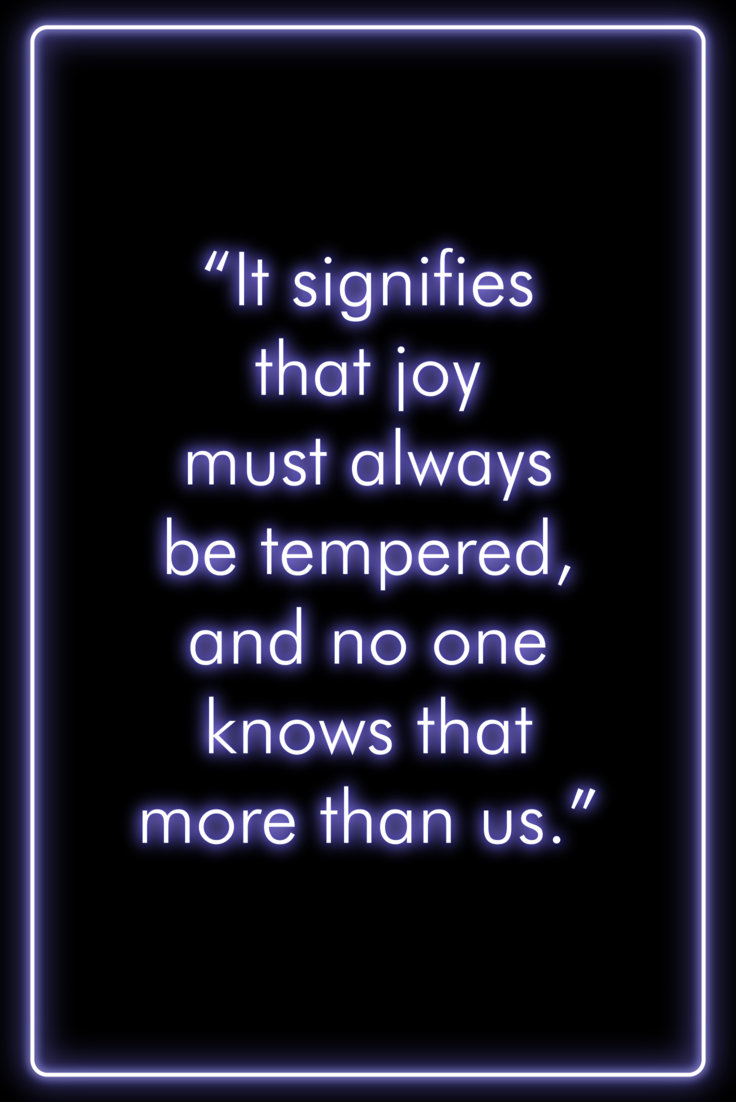 “It signifies
that joy
must always
be tempered,
and no one
knows that
more than us.”